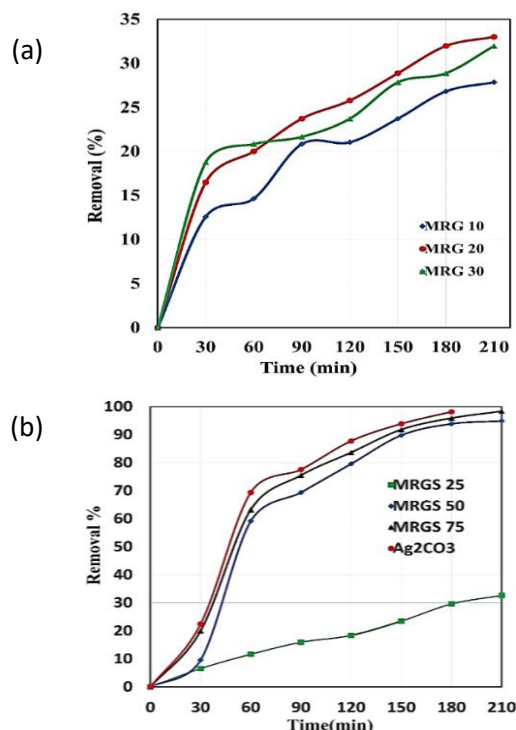 (a)
35
30
25
20
15
10
5
0
Removal (%)
MRG 10
MRG 20
MRG 30
0 30 60 90 120 150 180 210
Time (min)
(b)
100
90
80
70
60
50
40
30
20
10
0
Removal %
MRGS 25
MRGS 50
MRGS 75
Ag2CO3
0 30 60 90 120 150 180 210
Time(min)